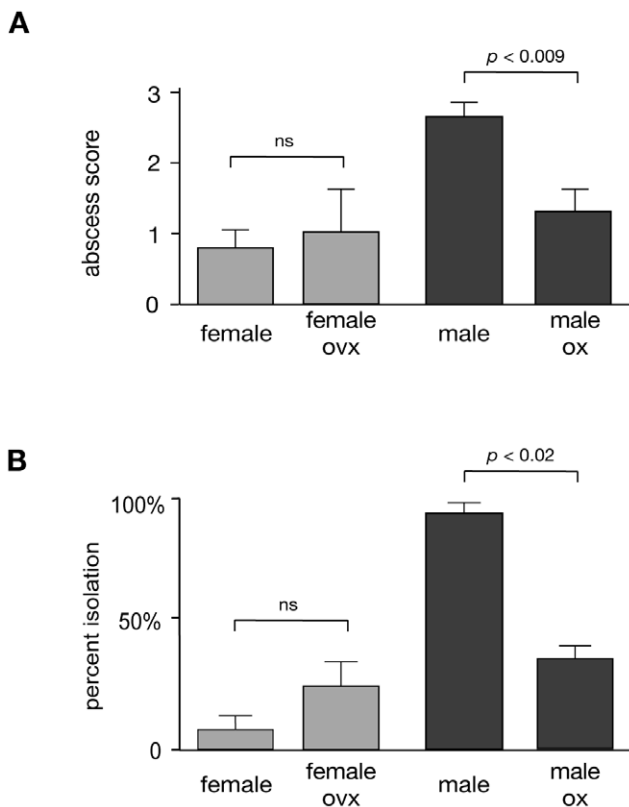 A
p < 0.009
3
ns
2
abscess score
1
0
female
female
ovx
male
male
ox
B
p < 0.02
100%
ns
50%
percent isolation
0
female
female
ovx
male
male
ox